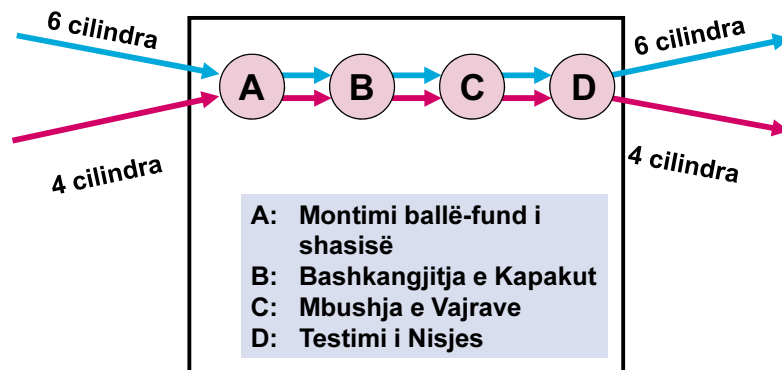 6 cilindra
6 cilindra
A B C D
4 cilindra
4 cilindra
A: Montimi ballë-fund i
shasisë
B: Bashkangjitja e Kapakut
C: Mbushja e Vajrave
D: Testimi i Nisjes